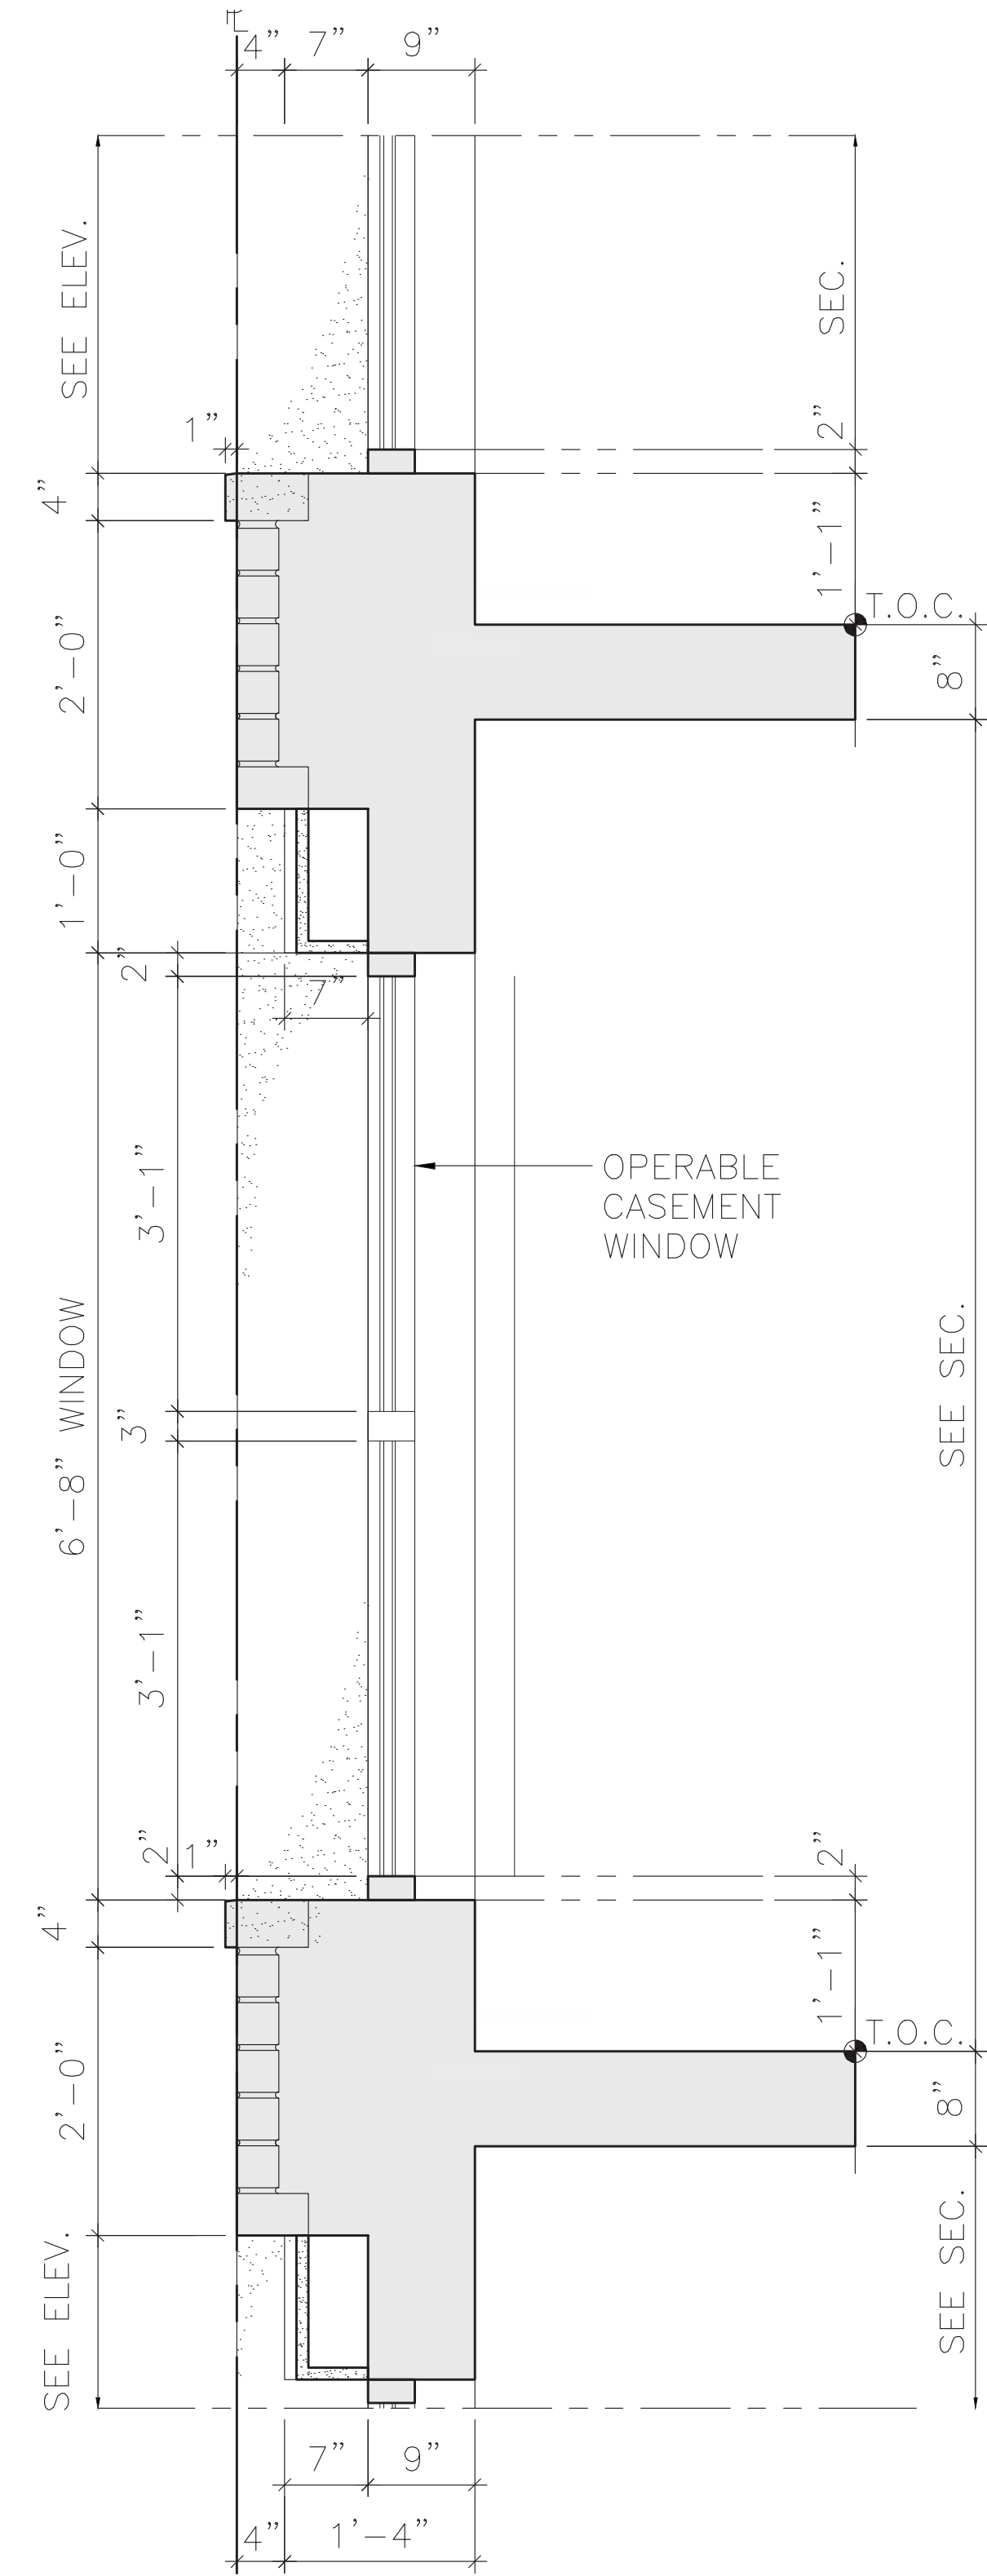 ℄
4" 7" 9"
SEE ELEV.
SEC.
1"
2"
4"
1'-1"
T.O.C.
2'-0"
8"
1'-0"
2"
7"
3'-1"
OPERABLE
CASEMENT
WINDOW
6'-8" WINDOW
SEE SEC.
3"
3'-1"
2"
1"
2"
4"
1'-1"
T.O.C.
2'-0"
8"
SEE ELEV.
SEE SEC.
7" 9"
4" 1'-4"